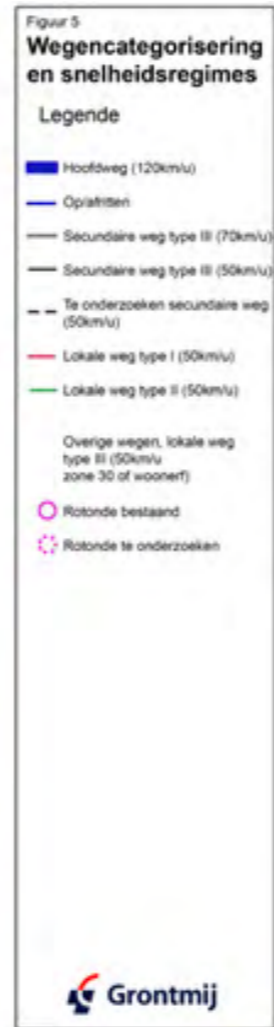 Figuur 5
Wegencategorisering
en snelheidsregimes
Legende
Hoofdweg (120km/u)
Op/afritten
Secundaire weg type III (70km/u)
Secundaire weg type III (50km/u)
Te onderzoeken secundaire weg
(50km/u)
Lokale weg type I (50km/u)
Lokale weg type II (50km/u)
Overige wegen, lokale weg
type III (50km/u
zone 30 of woonerf)
Rotonde bestaand
Rotonde te onderzoeken
Grontmij